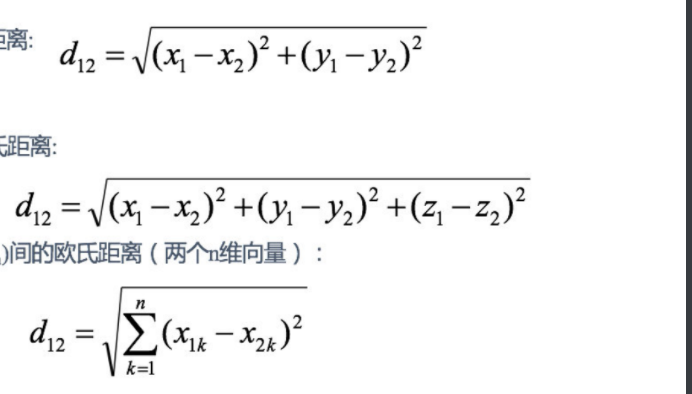 距离:
d₁₂ = √((x₁ − x₂)² + (y₁ − y₂)²)
氏距离:
d₁₂ = √((x₁ − x₂)² + (y₁ − y₂)² + (z₁ − z₂)²)
)间的欧氏距离（两个n维向量）:
d₁₂ = √(∑ₖ₌₁ⁿ (x₁ₖ − x₂ₖ)²)